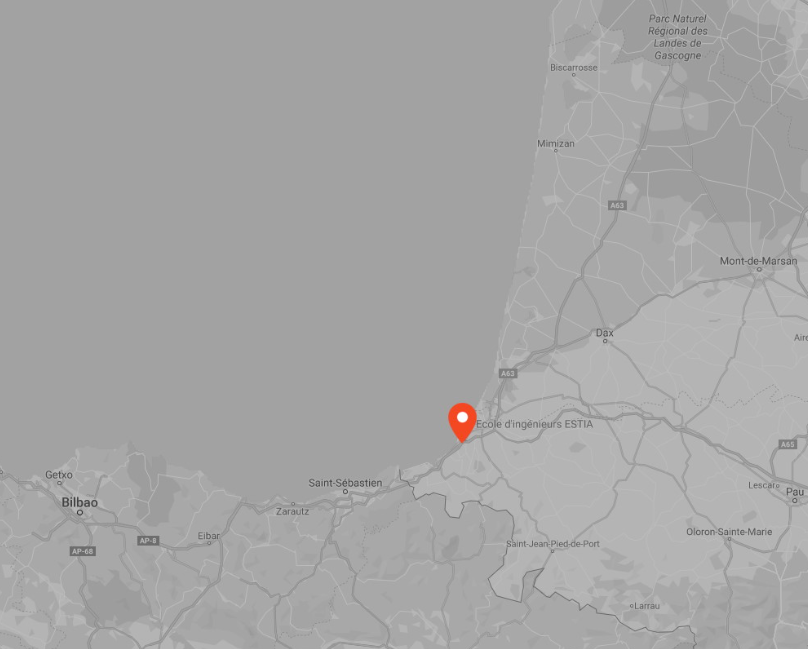 Parc Naturel
Régional des
Landes de
Gascogne
Biscarrosse
Mimizan
A63
Mont-de-Marsan
Dax
A63
Ecole d'ingénieurs ESTIA
A65
Getxo
Saint-Sébastien
Lescar
Pau
Bilbao
Zarautz
Eibar
AP-8
AP-68
Oloron-Sainte-Marie
Saint-Jean-Pied-de-Port
Larrau